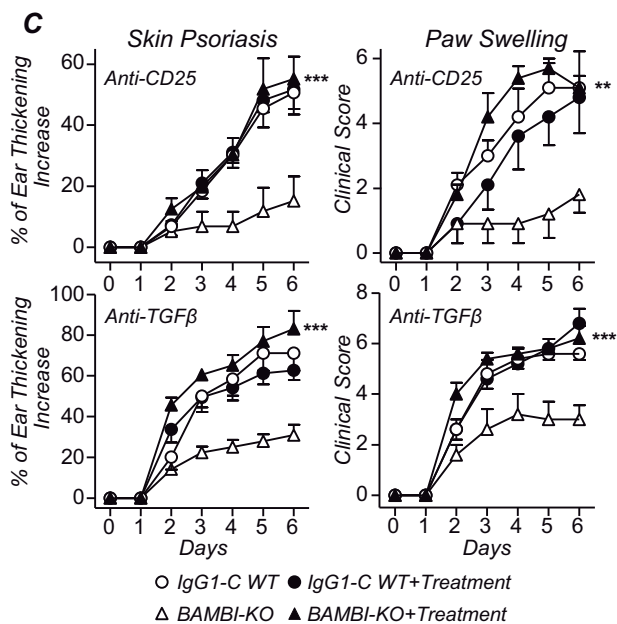 C
Skin Psoriasis
Paw Swelling
Anti-CD25
% of Ear Thickening
Increase
60
40
20
0
***
0 1 2 3 4 5 6
Anti-CD25
Clinical Score
6
4
2
0
**
0 1 2 3 4 5 6
Anti-TGFβ
% of Ear Thickening
Increase
100
80
60
40
20
0
***
0 1 2 3 4 5 6
Days
Anti-TGFβ
Clinical Score
8
6
4
2
0
***
0 1 2 3 4 5 6
Days
IgG1-C WT
IgG1-C WT+Treatment
BAMBI-KO
BAMBI-KO+Treatment